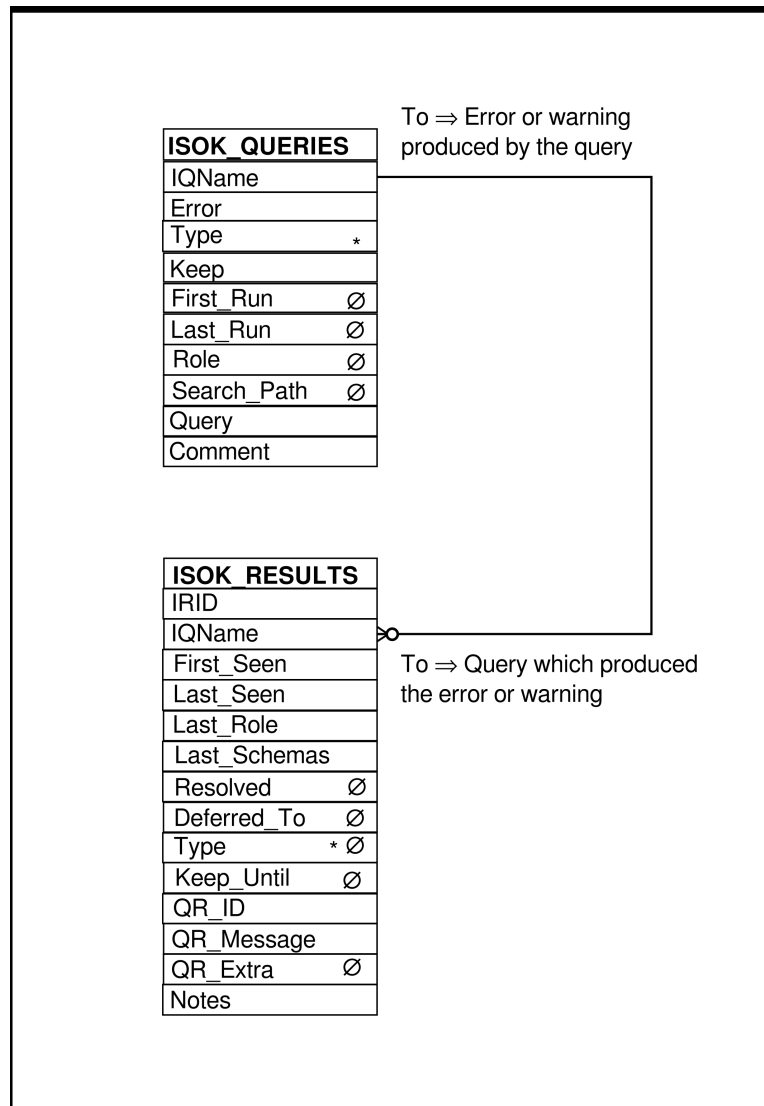 To ⇒ Error or warning
produced by the query
ISOK_QUERIES
IQName
Error
Type *
Keep
First_Run ∅
Last_Run ∅
Role ∅
Search_Path ∅
Query
Comment
ISOK_RESULTS
IRID
IQName
First_Seen
Last_Seen
Last_Role
Last_Schemas
Resolved ∅
Deferred_To ∅
Type * ∅
Keep_Until ∅
QR_ID
QR_Message
QR_Extra ∅
Notes
To ⇒ Query which produced
the error or warning